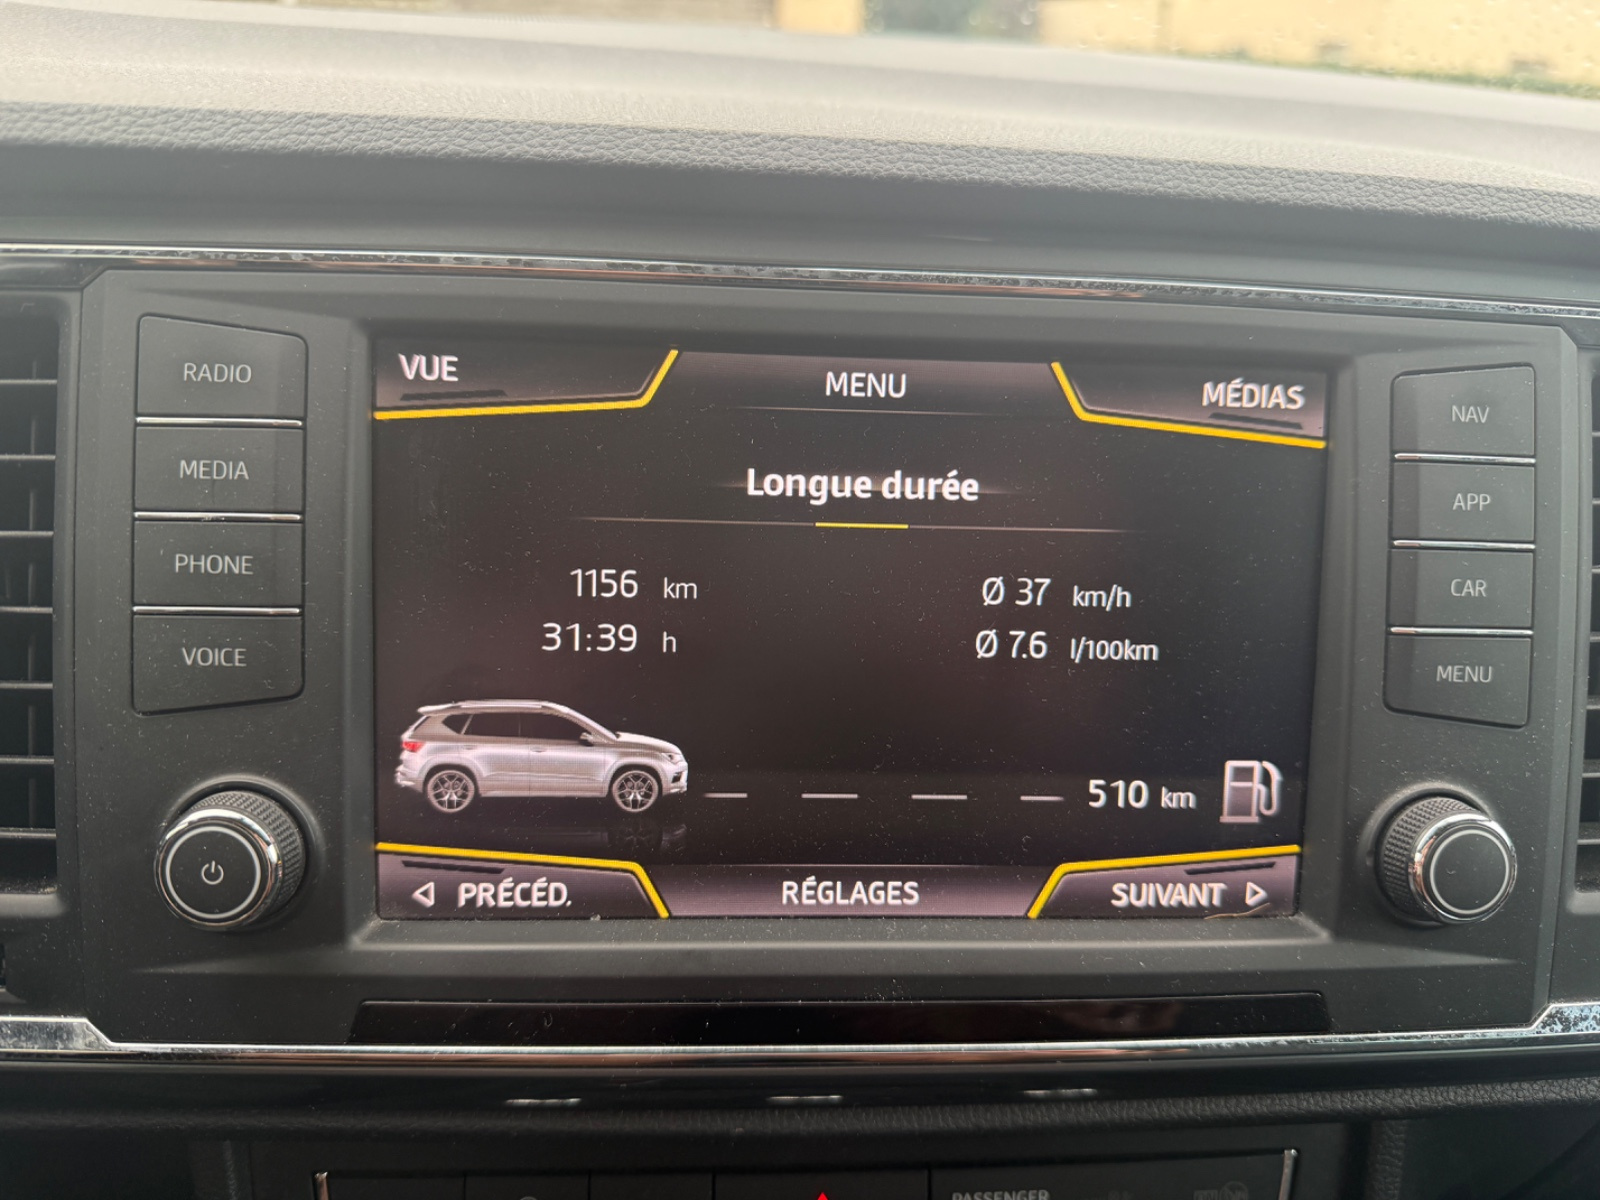 RADIO
MEDIA
PHONE
VOICE
VUE
MENU
MÉDIAS
Longue durée
1156 km
Ø 37 km/h
31:39 h
Ø 7.6 l/100km
510 km
PRÉCÉD.
RÉGLAGES
SUIVANT
NAV
APP
CAR
MENU
PASSENGER